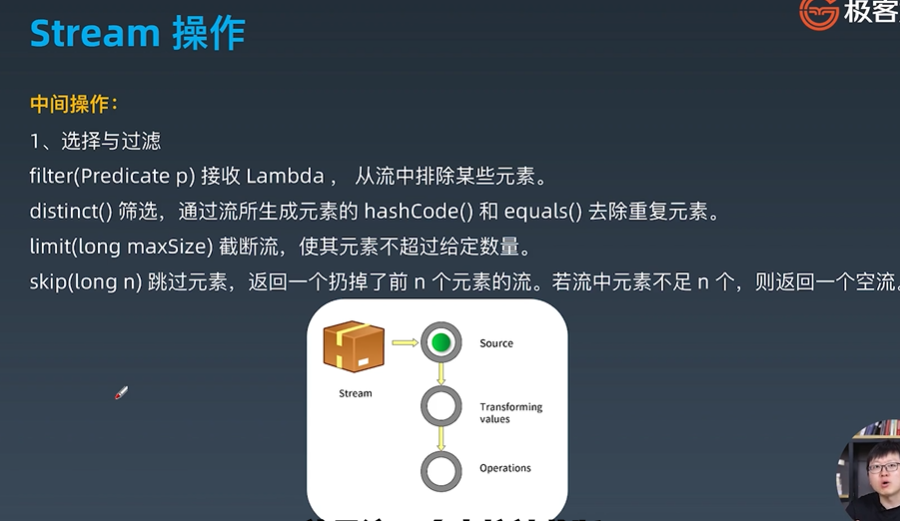 Stream 操作
极客
中间操作：
1、选择与过滤
filter(Predicate p) 接收 Lambda ， 从流中排除某些元素。
distinct() 筛选，通过流所生成元素的 hashCode() 和 equals() 去除重复元素。
limit(long maxSize) 截断流，使其元素不超过给定数量。
skip(long n) 跳过元素，返回一个扔掉了前 n 个元素的流。若流中元素不足 n 个，则返回一个空流。
Source
Stream
Transforming
values
Operations